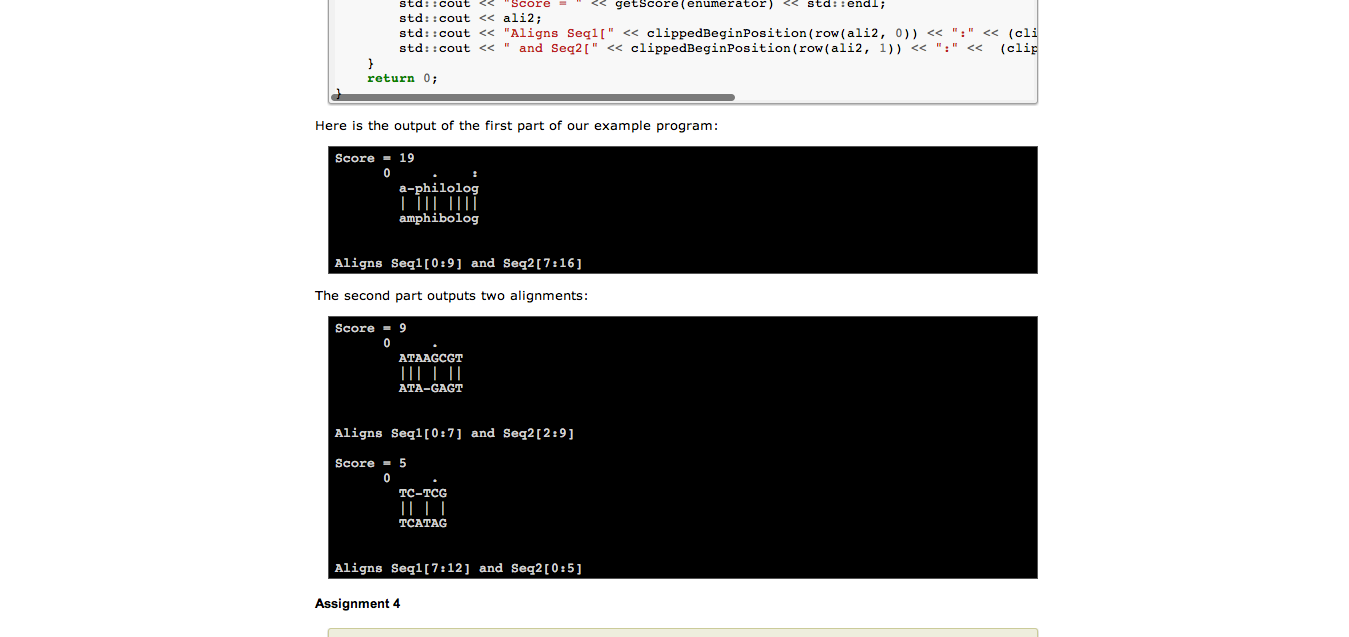 std::cout << "Score = " << getScore(enumerator) << std::endl;
std::cout << ali2;
std::cout << "Aligns Seq1[" << clippedBeginPosition(row(ali2, 0)) << ":" << (cli
std::cout << " and Seq2[" << clippedBeginPosition(row(ali2, 1)) << ":" <<  (clip
}
return 0;
}
Here is the output of the first part of our example program:
Score = 19
0     .    :
a-philolog
| ||| ||||
amphibolog
Aligns Seq1[0:9] and Seq2[7:16]
The second part outputs two alignments:
Score = 9
0     .
ATAAGCGT
||| | ||
ATA-GAGT
Aligns Seq1[0:7] and Seq2[2:9]
Score = 5
0     .
TC-TCG
|| | |
TCATAG
Aligns Seq1[7:12] and Seq2[0:5]
Assignment 4